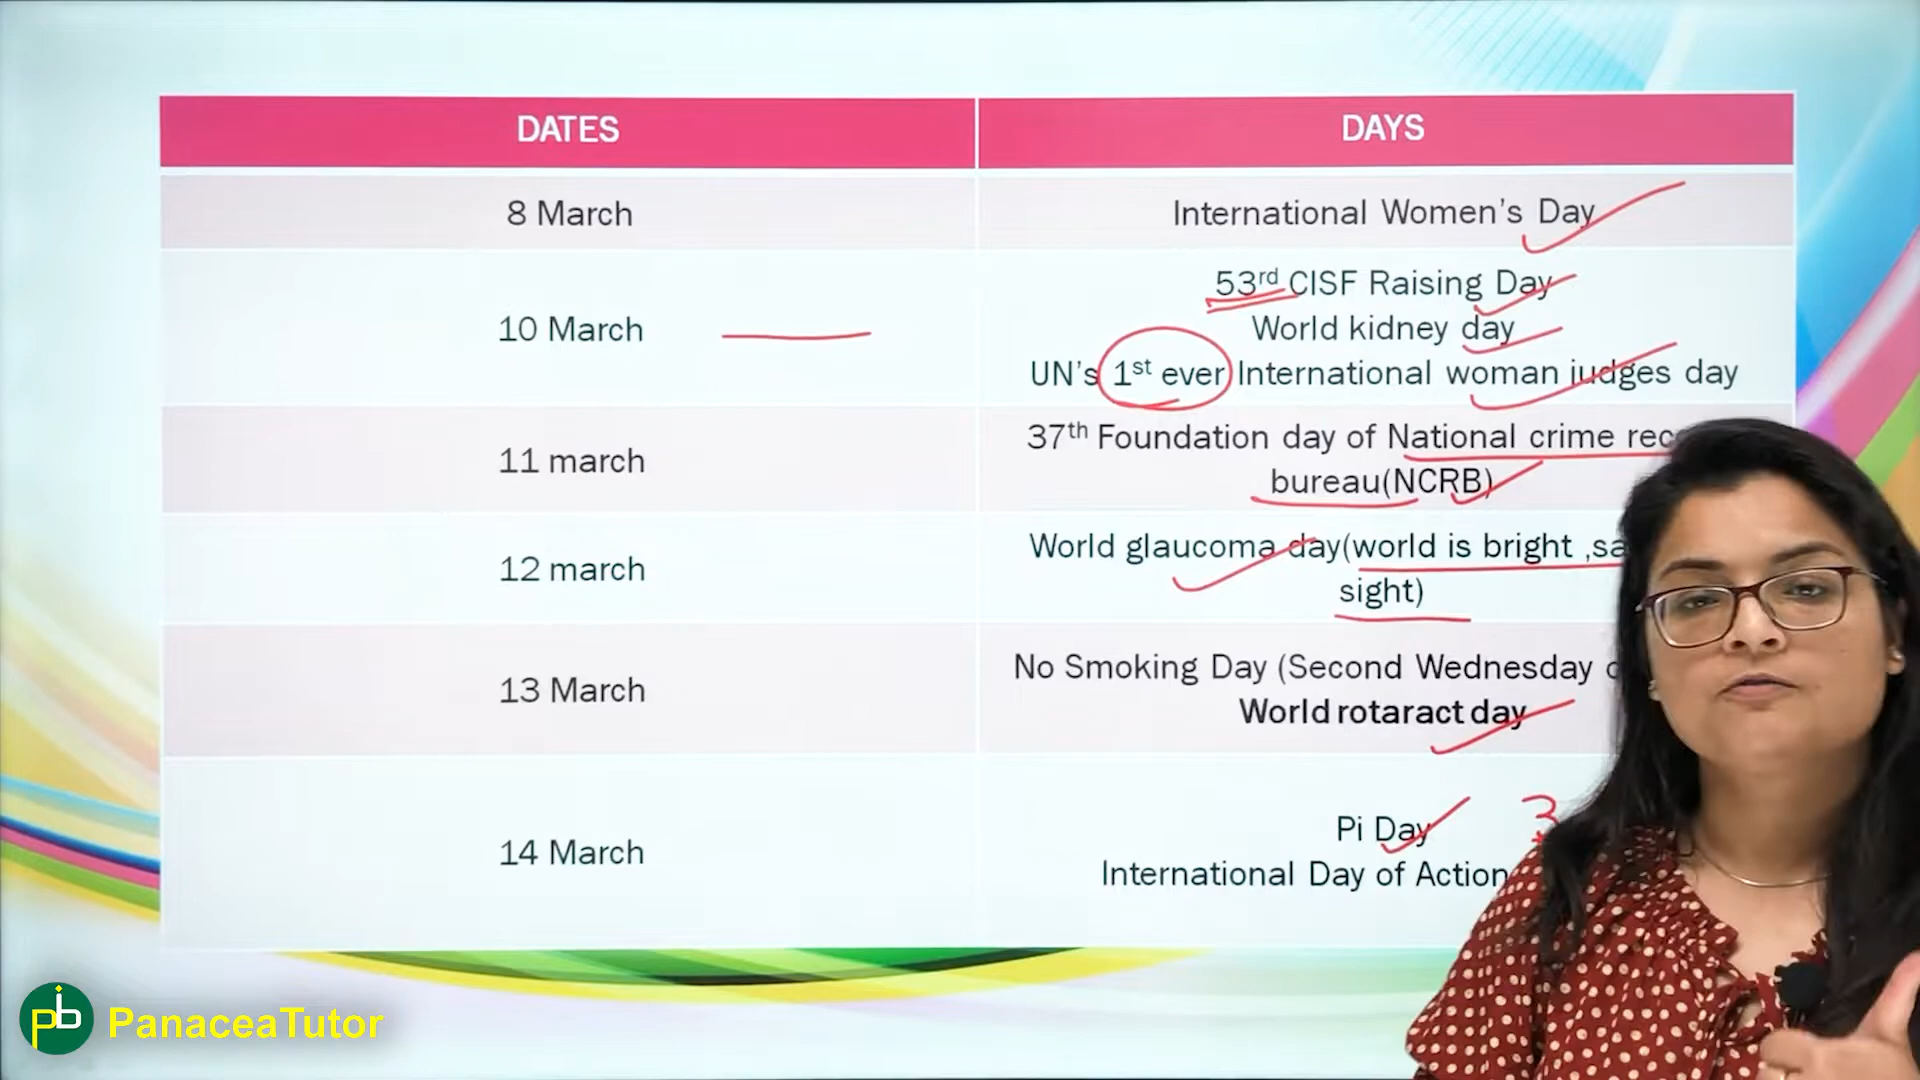 DATES DAYS
8 March International Women's Day
53rd CISF Raising Day
10 March World kidney day
UN's 1st ever International woman judges day
11 march 37th Foundation day of National crime
bureau(NCRB)
12 march World glaucoma day(world is bright ,
sight)
13 March No Smoking Day (Second Wednesday
World rotaract day
14 March Pi Day 3
International Day of Action
pb PanaceaTutor